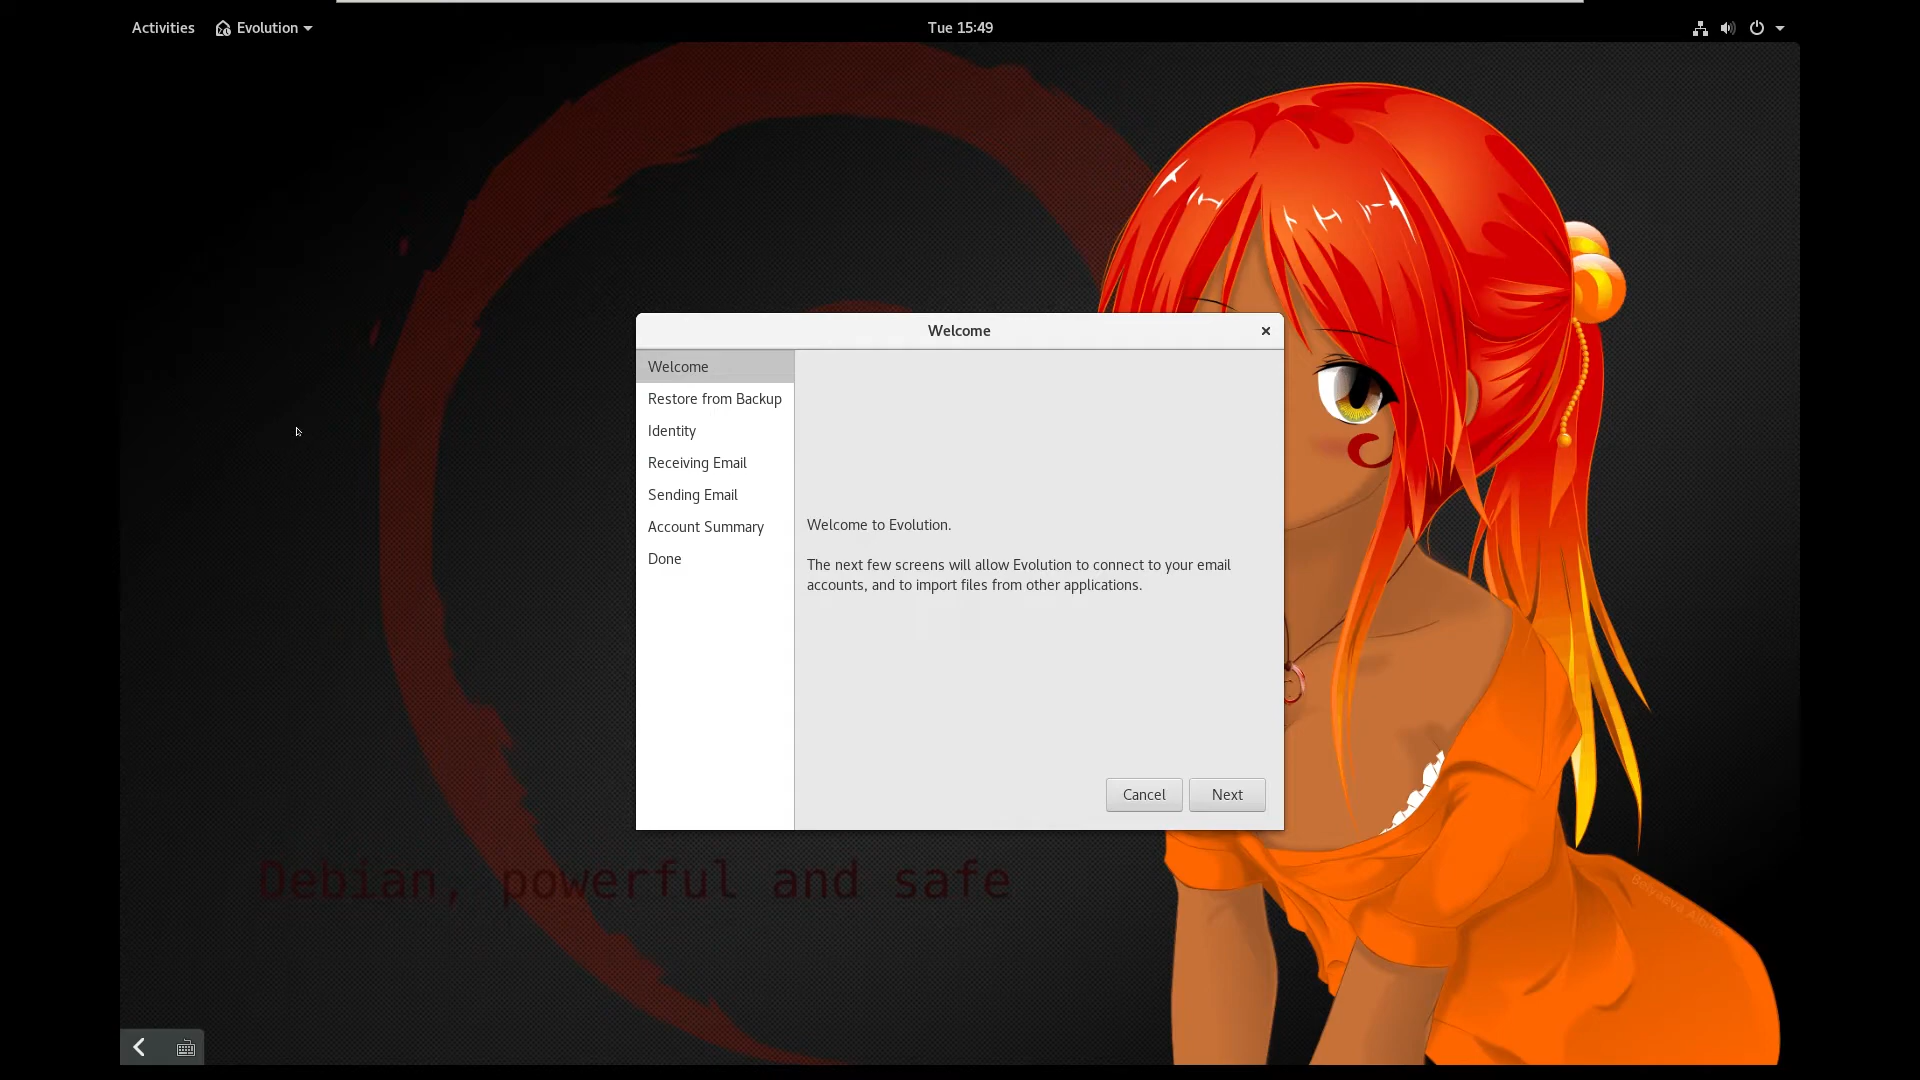 Activities
Evolution
Tue 15:49
Welcome
Welcome
Restore from Backup
Identity
Receiving Email
Sending Email
Account Summary
Done
Welcome to Evolution.
The next few screens will allow Evolution to connect to your email
accounts, and to import files from other applications.
Cancel
Next
Debian, powerful and safe